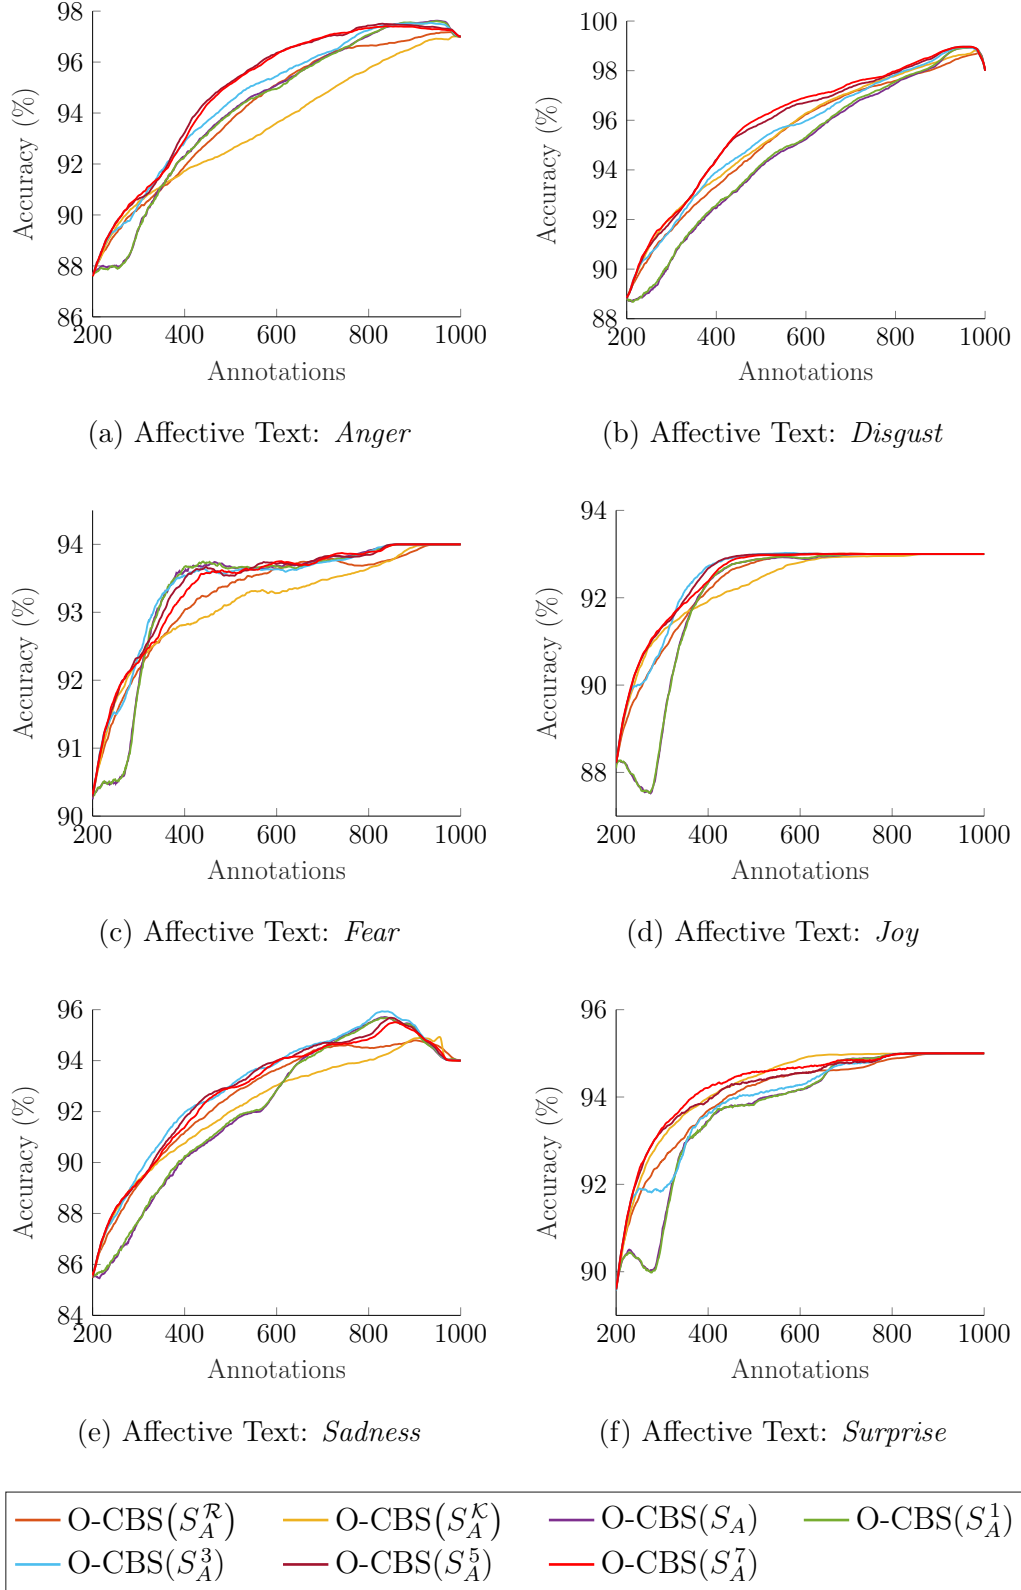 98
96
94
92
90
88
86
200 400 600 800 1000
Accuracy (%)
Annotations
(a) Affective Text: Anger
100
98
96
94
92
90
88
200 400 600 800 1000
Accuracy (%)
Annotations
(b) Affective Text: Disgust
94
93
92
91
90
200 400 600 800 1000
Accuracy (%)
Annotations
(c) Affective Text: Fear
94
92
90
88
200 400 600 800 1000
Accuracy (%)
Annotations
(d) Affective Text: Joy
96
94
92
90
88
86
84
200 400 600 800 1000
Accuracy (%)
Annotations
(e) Affective Text: Sadness
96
94
92
90
200 400 600 800 1000
Accuracy (%)
Annotations
(f) Affective Text: Surprise
O-CBS($S_A^{\mathcal{R}}$) O-CBS($S_A^{\mathcal{K}}$) O-CBS($S_A$) O-CBS($S_A^1$)
O-CBS($S_A^3$) O-CBS($S_A^5$) O-CBS($S_A^7$)